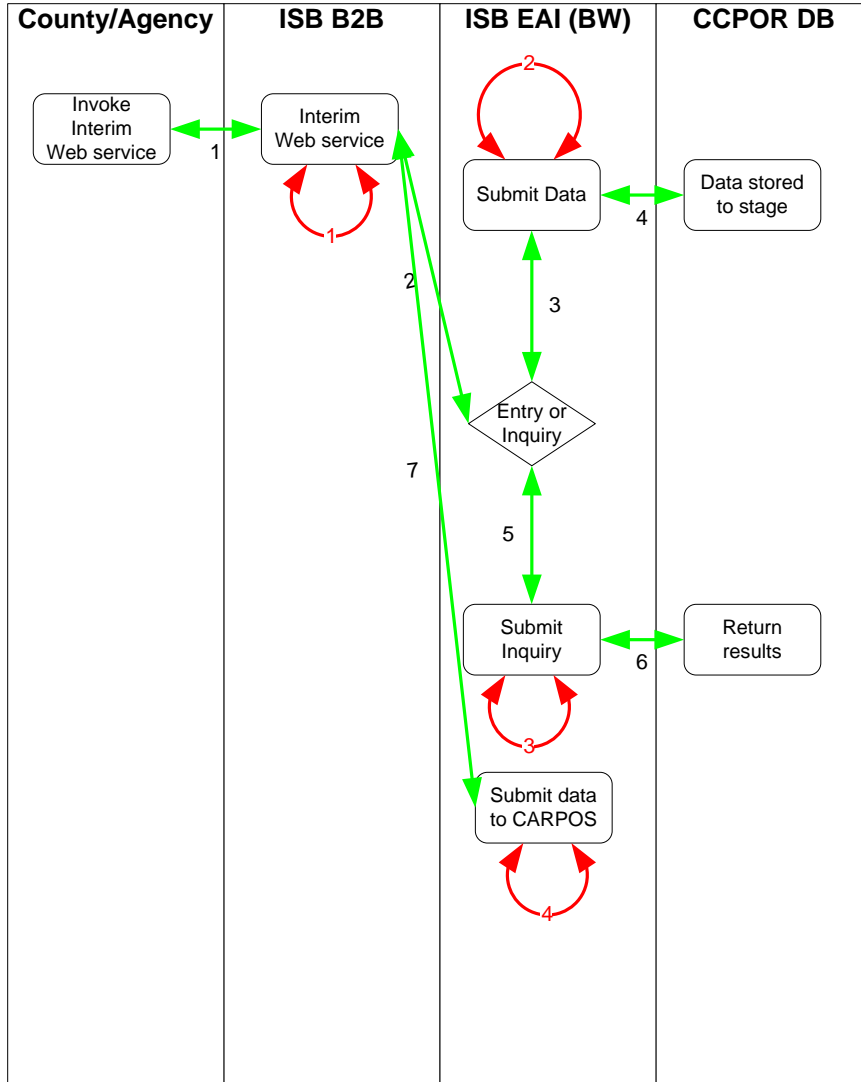 County/Agency
ISB B2B
ISB EAI (BW)
CCPOR DB
2
Invoke
Interim
Web service
1
Interim
Web service
1
Submit Data
4
Data stored
to stage
2
3
Entry or
Inquiry
7
5
Submit
Inquiry
6
Return
results
3
Submit data
to CARPOS
4